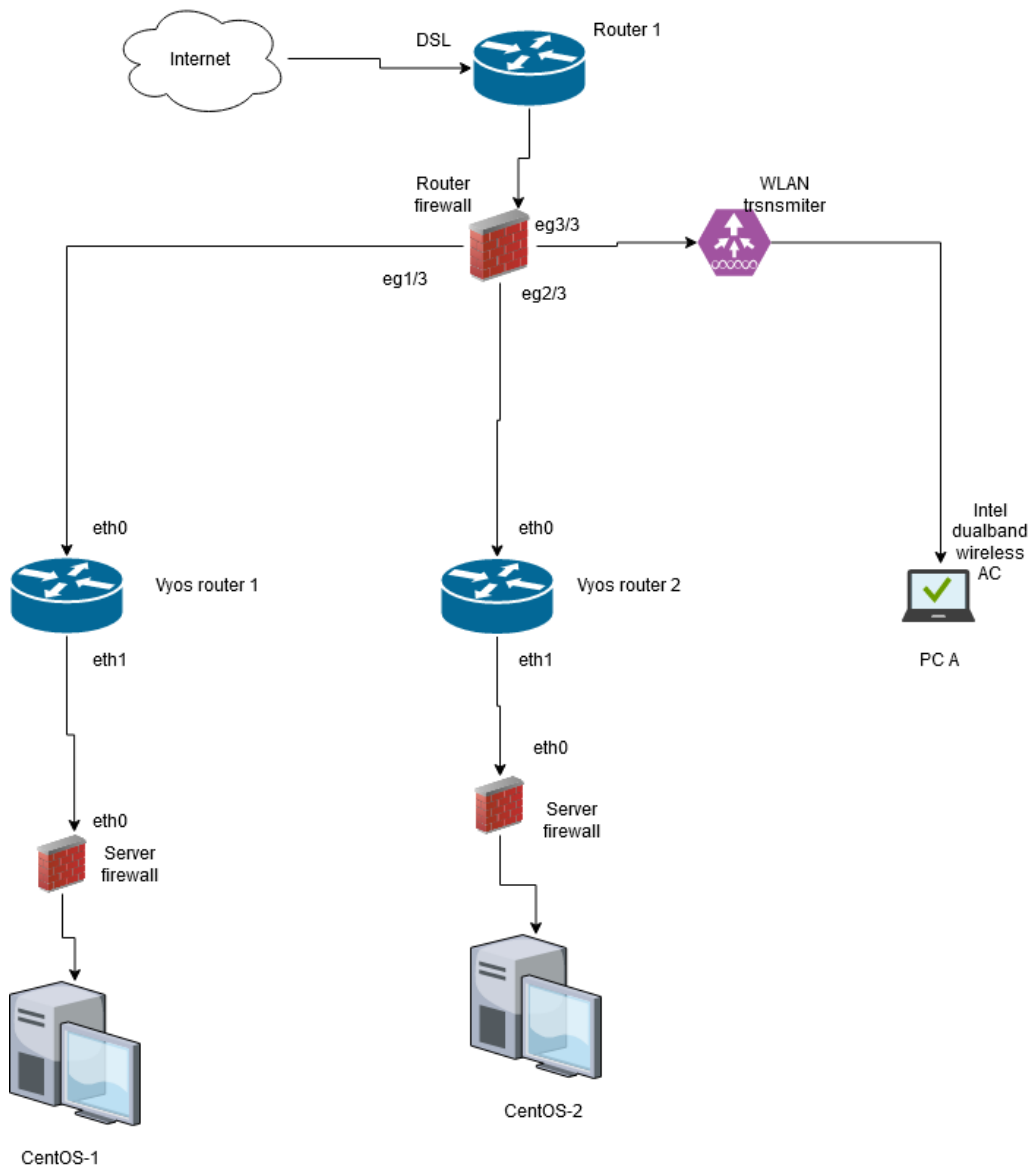 Internet
DSL
Router 1
Router
firewall
WLAN
trsnsmiter
eg3/3
eg1/3
eg2/3
eth0
Vyos router 1
eth1
eth0
Vyos router 2
eth1
Intel
dualband
wireless
AC
PC A
eth0
Server
firewall
eth0
Server
firewall
CentOS-2
CentOS-1